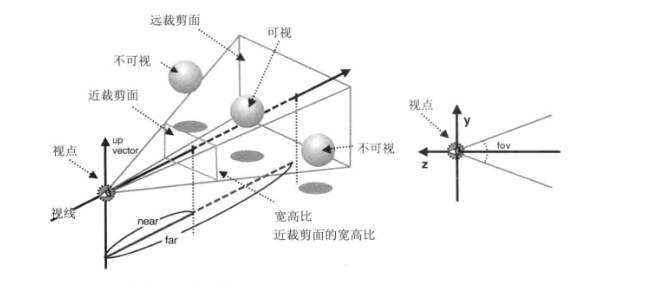 远裁剪面
可视
不可视
近裁剪面
视点
up
vector
视线
near
far
不可视
宽高比
近裁剪面的宽高比
视点
y
fov
z